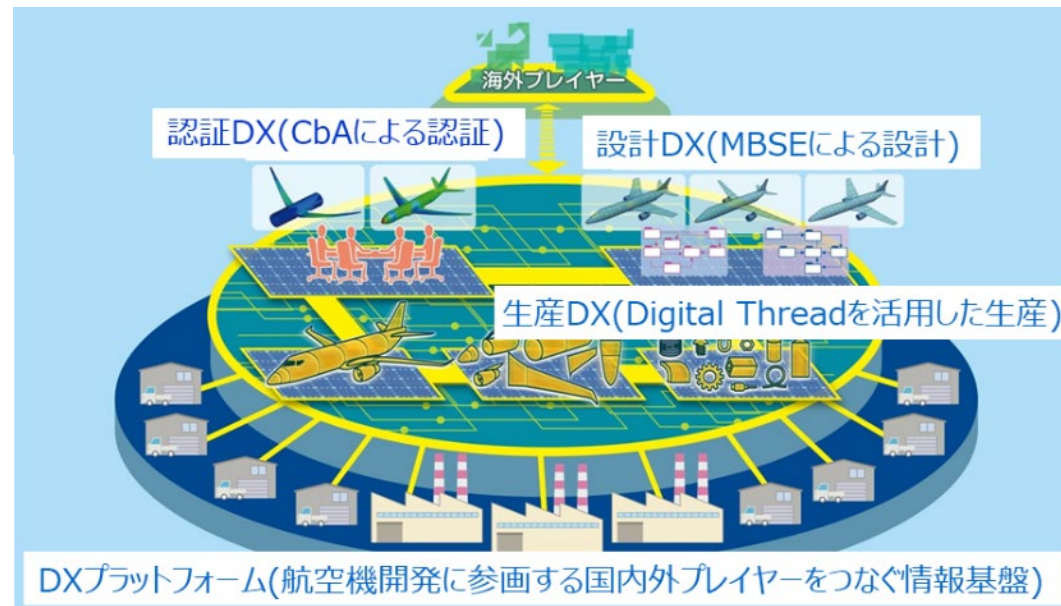 海外プレイヤー
認証DX(CbAによる認証)
設計DX(MBSEによる設計)
生産DX(Digital Threadを活用した生産)
DXプラットフォーム(航空機開発に参画する国内外プレイヤーをつなぐ情報基盤)